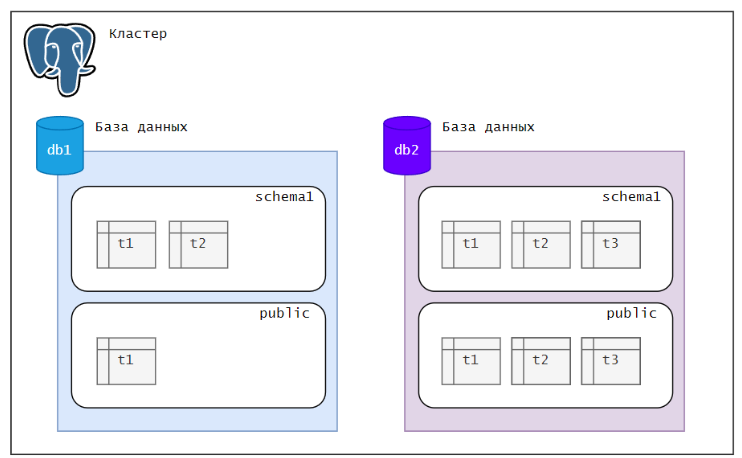 Кластер
База данных
db1
schema1
t1 t2
public
t1
База данных
db2
schema1
t1 t2 t3
public
t1 t2 t3